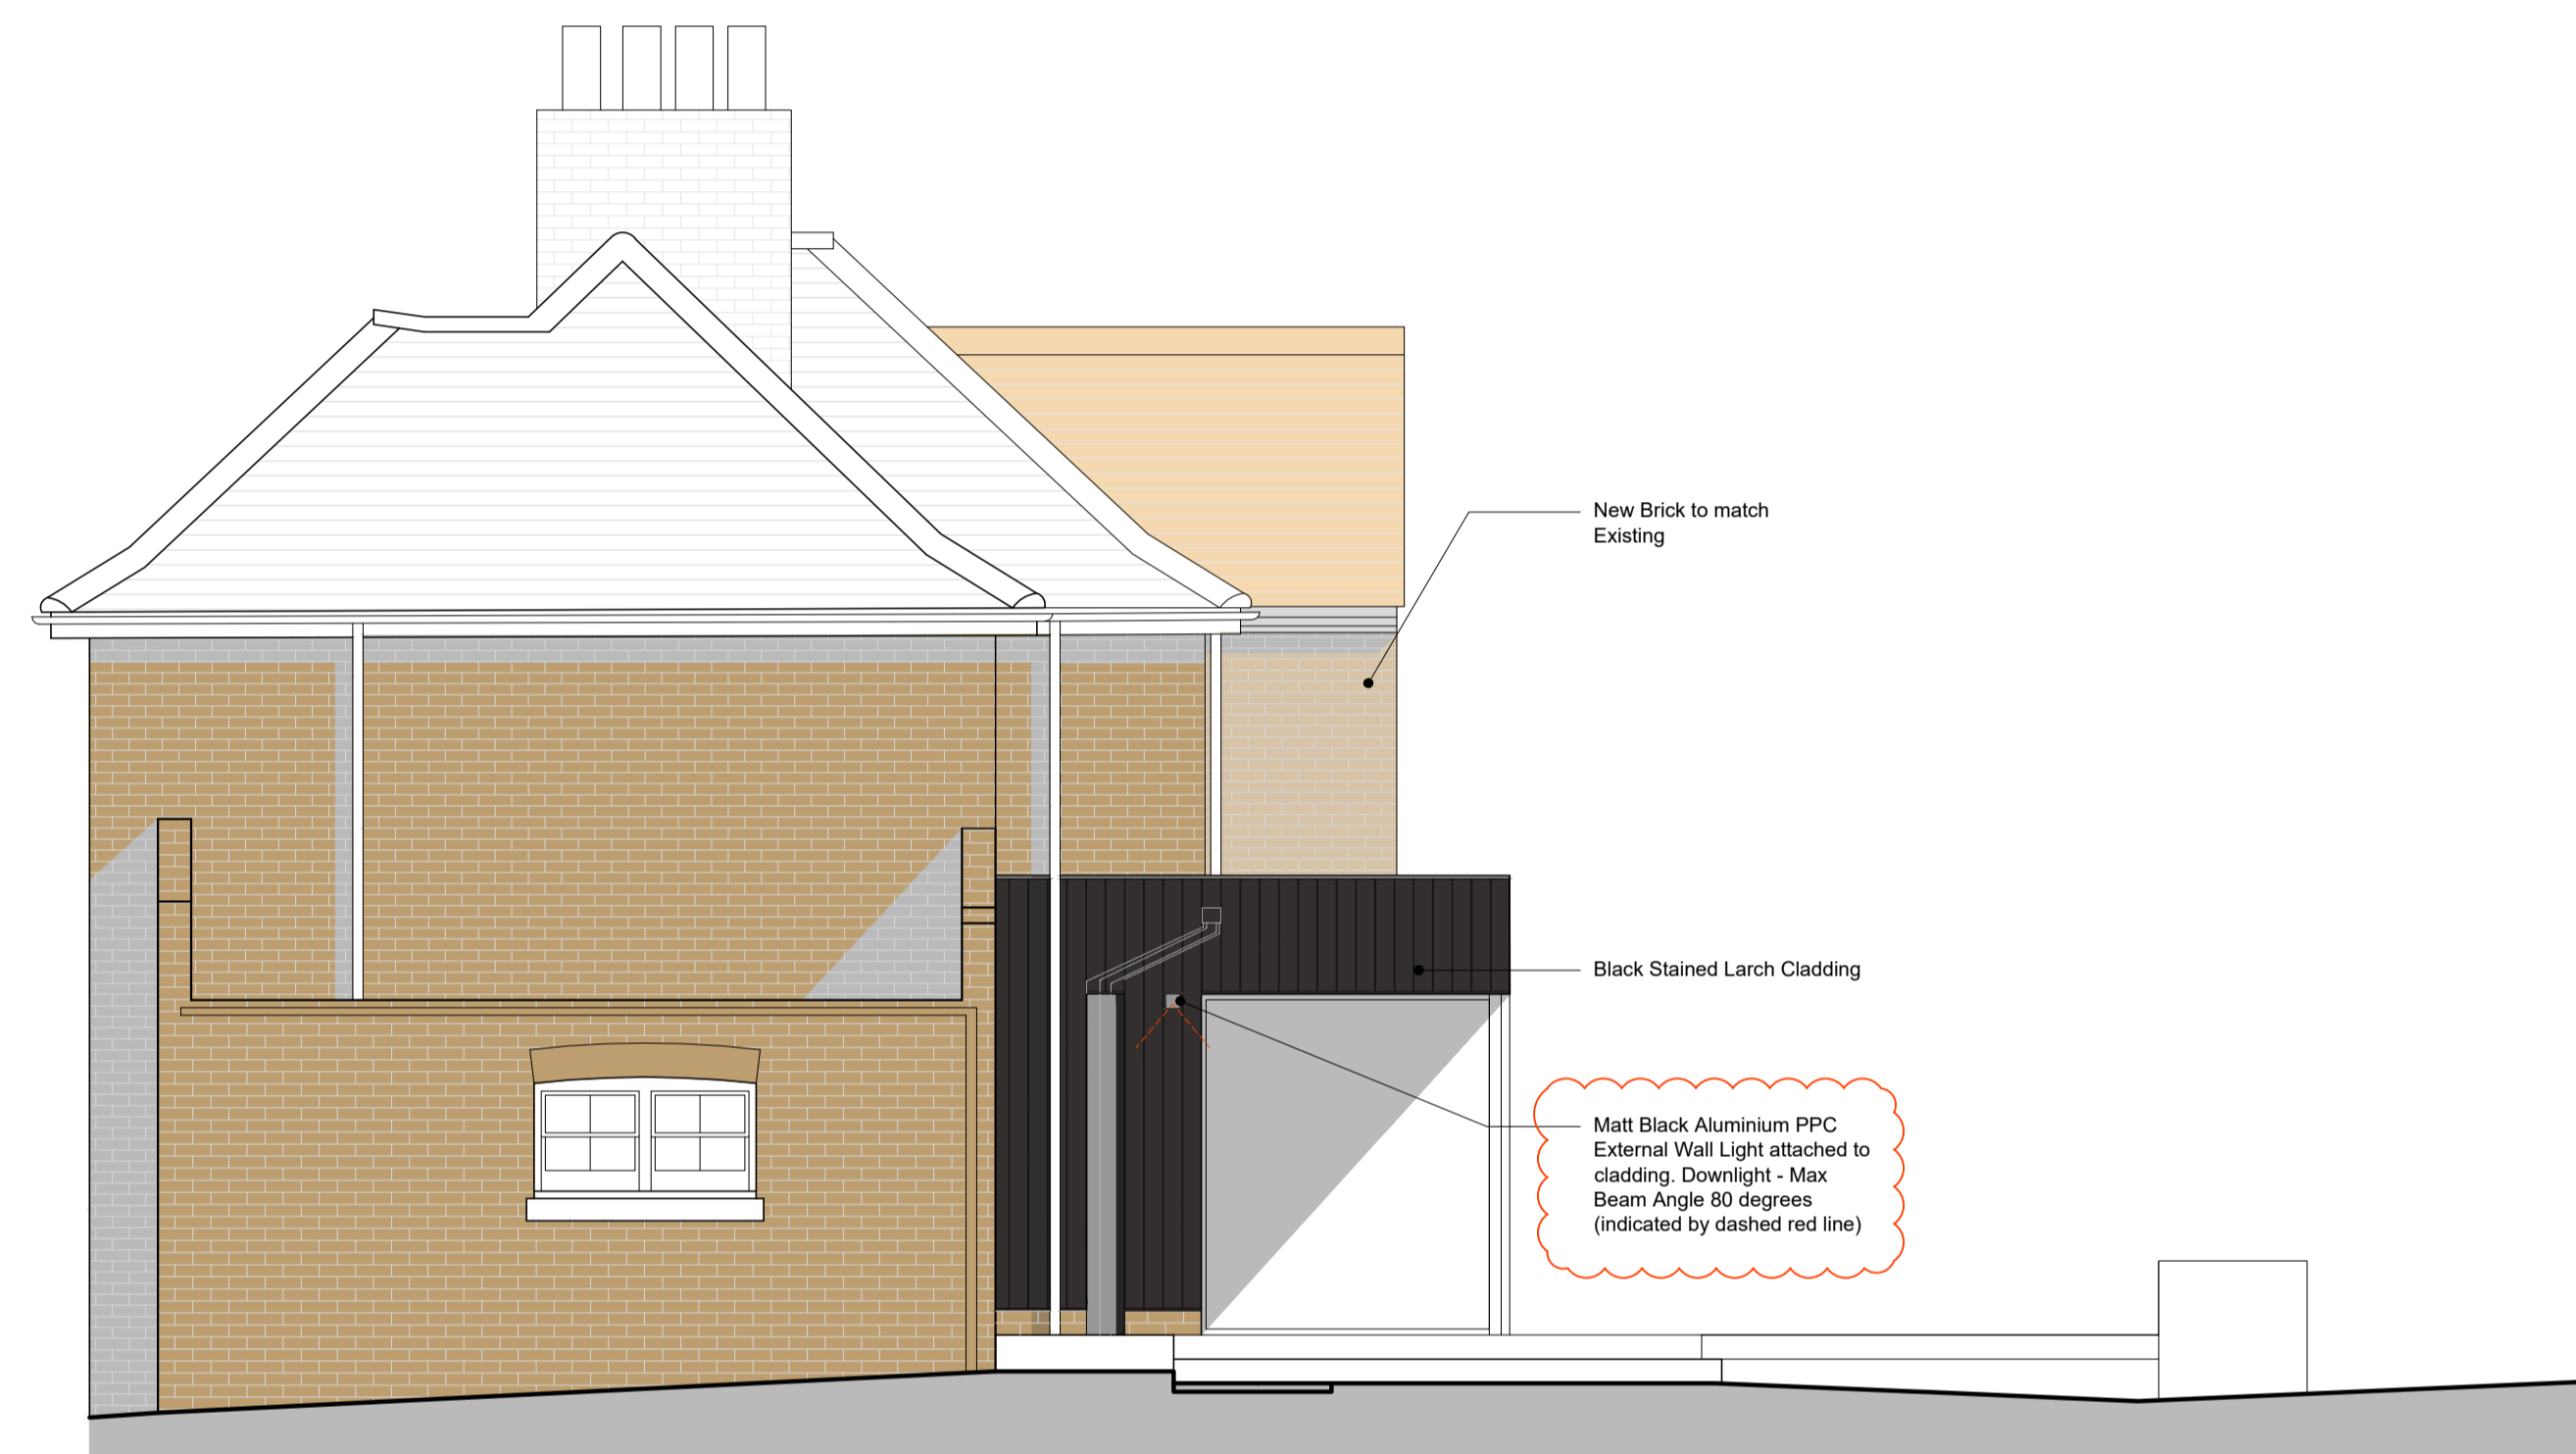 New Brick to match
Existing
Black Stained Larch Cladding
Matt Black Aluminium PPC
External Wall Light attached to
cladding. Downlight - Max
Beam Angle 80 degrees
(indicated by dashed red line)